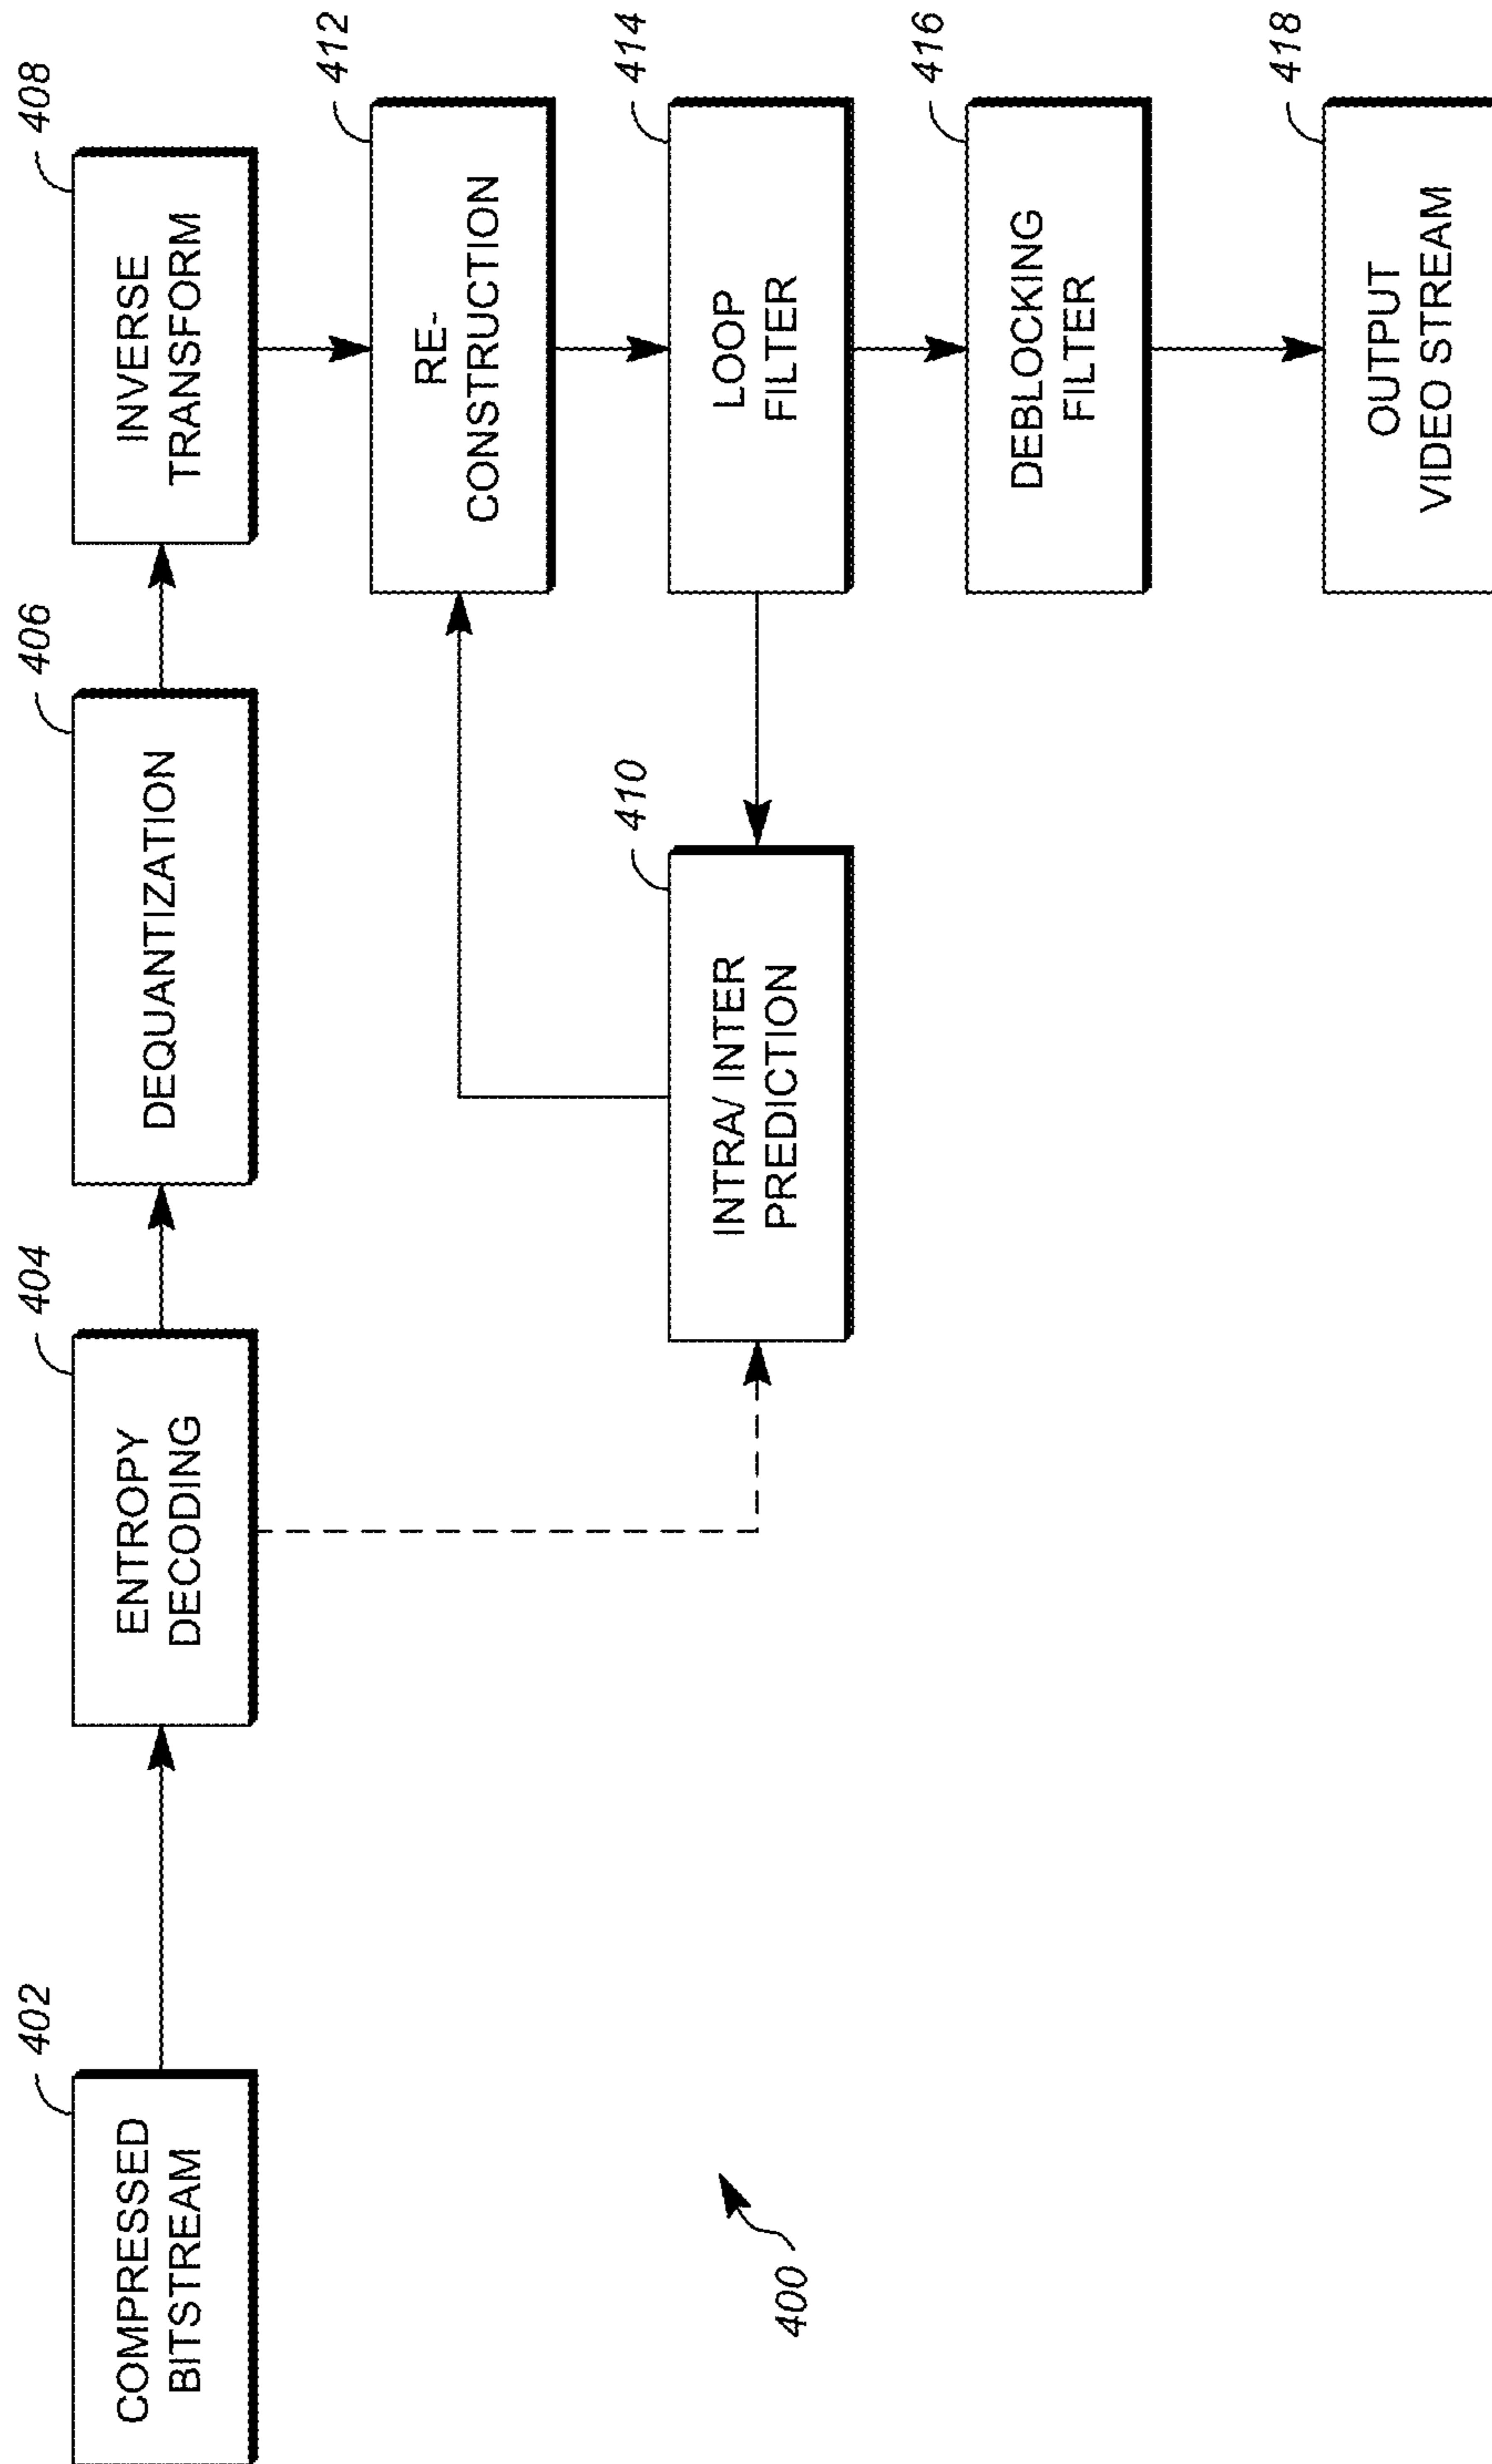 402
COMPRESSED
BITSTREAM
404
ENTROPY
DECODING
406
DEQUANTIZATION
408
INVERSE
TRANSFORM
412
RE-
CONSTRUCTION
410
INTRA/ INTER
PREDICTION
414
LOOP
FILTER
416
DEBLOCKING
FILTER
418
OUTPUT
VIDEO STREAM
400